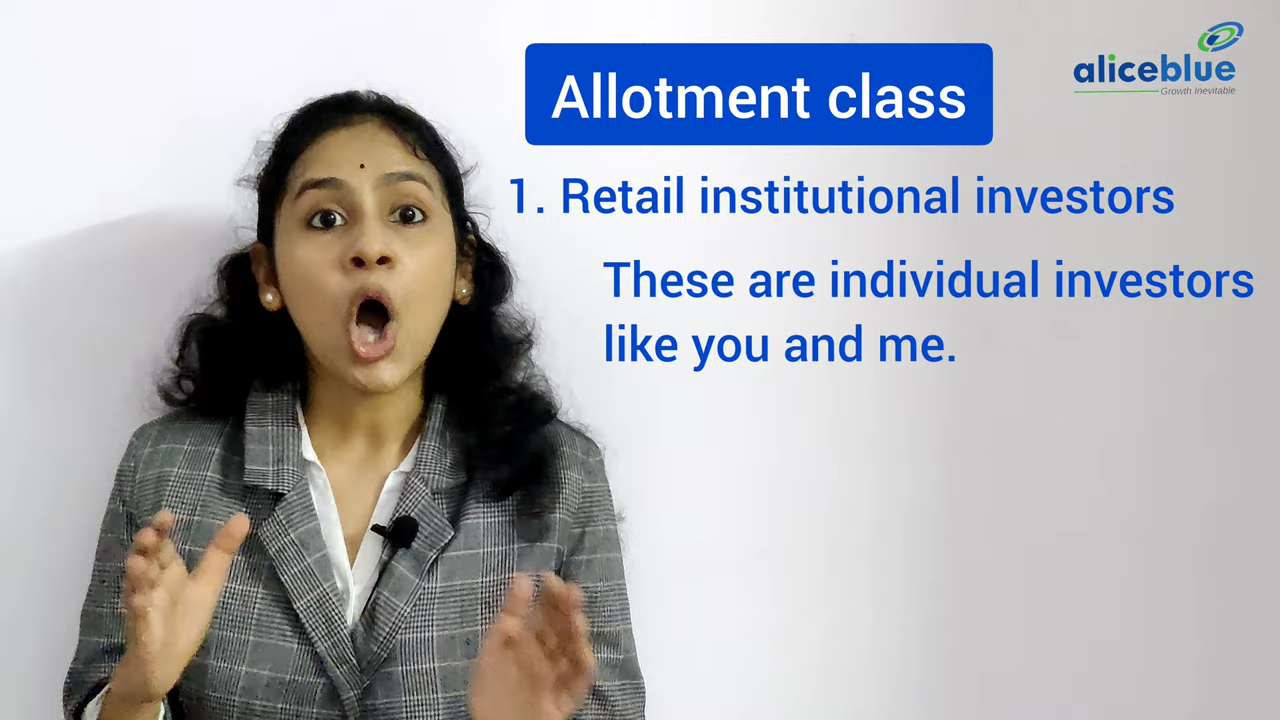 Allotment class
aliceblue
Growth Inevitable
1. Retail institutional investors
These are individual investors
like you and me.